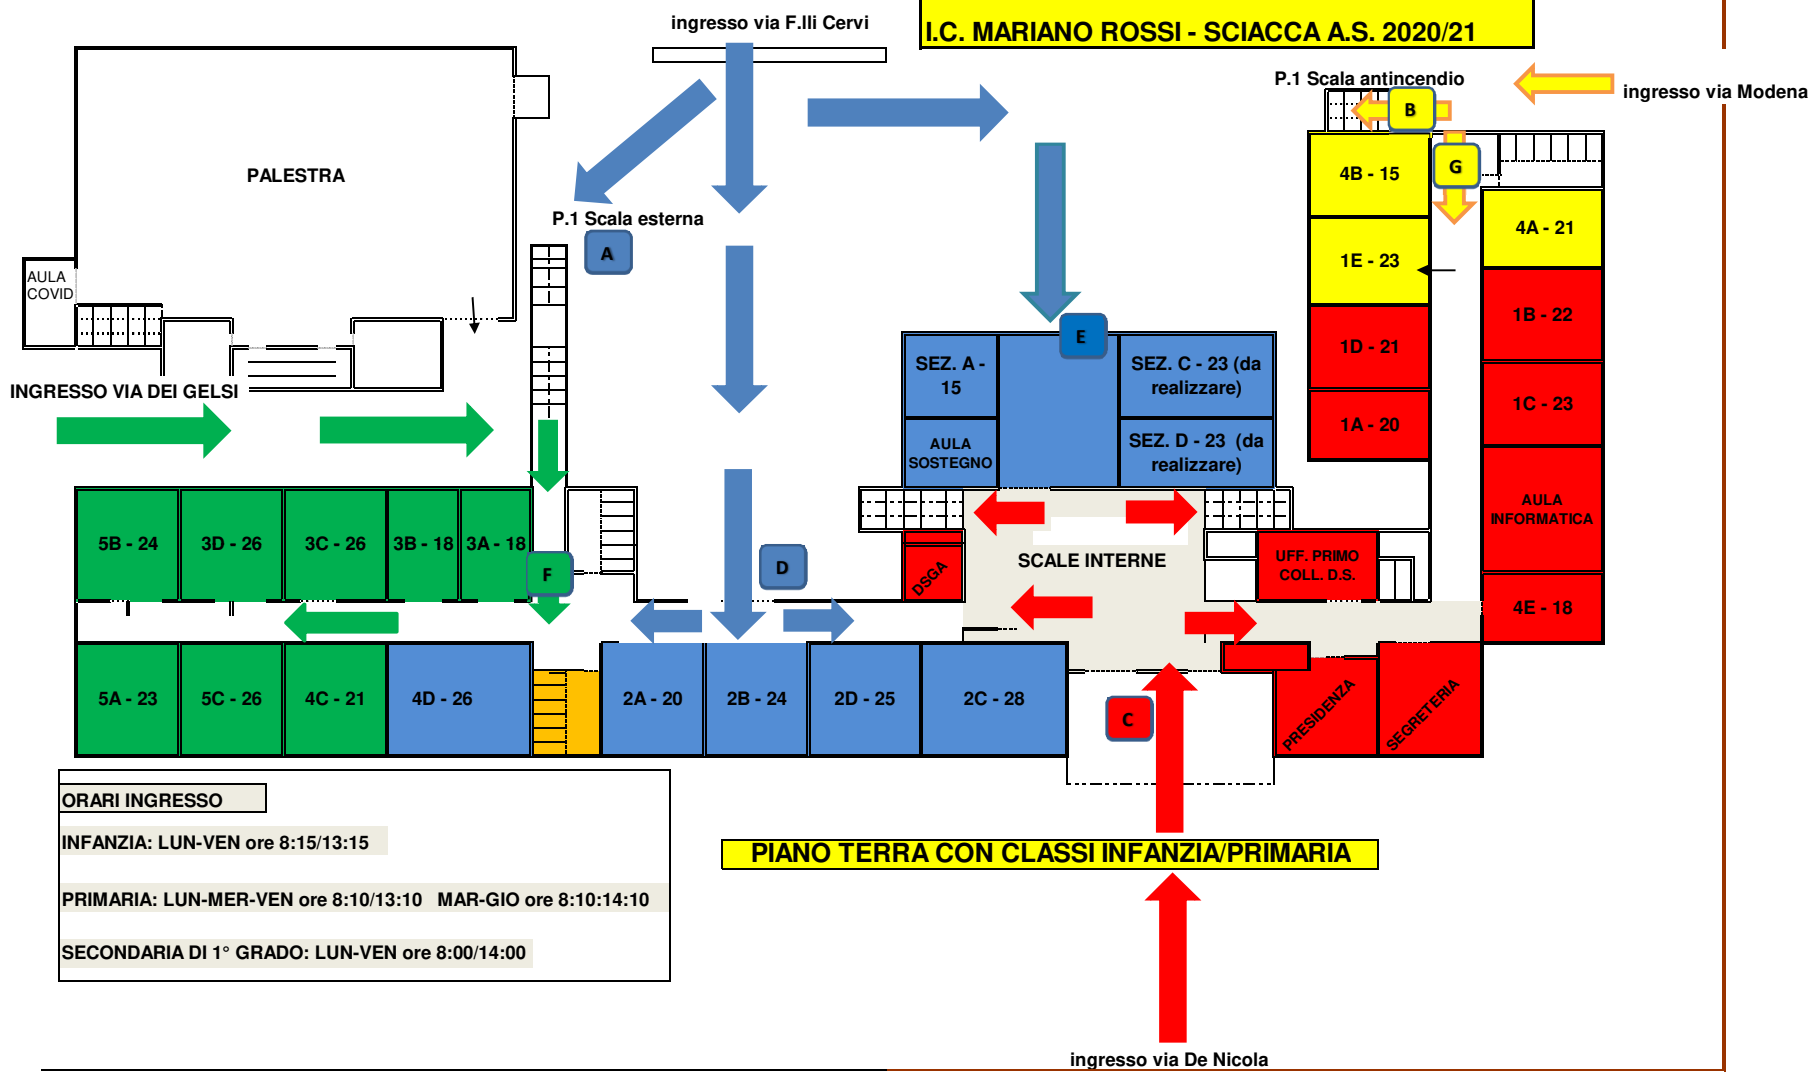 ingresso via F.lli Cervi
I.C. MARIANO ROSSI - SCIACCA A.S. 2020/21
P.1 Scala antincendio
ingresso via Modena
B
G
PALESTRA
4B - 15
P.1 Scala esterna
A
4A - 21
1E - 23
AULA
COVID
1B - 22
E
1D - 21
SEZ. A -
15
SEZ. C - 23 (da
realizzare)
INGRESSO VIA DEI GELSI
1C - 23
1A - 20
AULA
SOSTEGNO
SEZ. D - 23 (da
realizzare)
AULA
INFORMATICA
5B - 24
3D - 26
3C - 26
3B - 18
3A - 18
F
D
DSGA
SCALE INTERNE
UFF. PRIMO
COLL. D.S.
4E - 18
5A - 23
5C - 26
4C - 21
4D - 26
2A - 20
2B - 24
2D - 25
2C - 28
C
PRESIDENZA
SEGRETERIA
ORARI INGRESSO
INFANZIA: LUN-VEN ore 8:15/13:15
PRIMARIA: LUN-MER-VEN ore 8:10/13:10 MAR-GIO ore 8:10:14:10
SECONDARIA DI 1° GRADO: LUN-VEN ore 8:00/14:00
PIANO TERRA CON CLASSI INFANZIA/PRIMARIA
ingresso via De Nicola